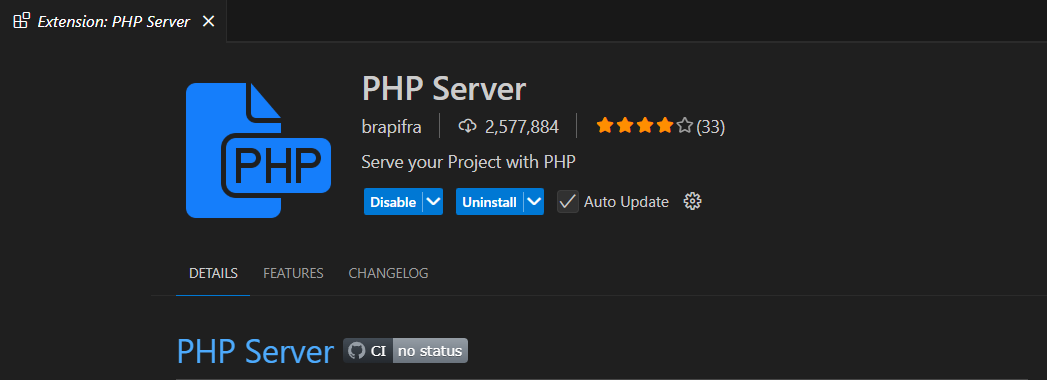 Extension: PHP Server
PHP
PHP Server
brapifra 2,577,884 (33)
Serve your Project with PHP
Disable Uninstall Auto Update
DETAILS FEATURES CHANGELOG
PHP Server CI no status